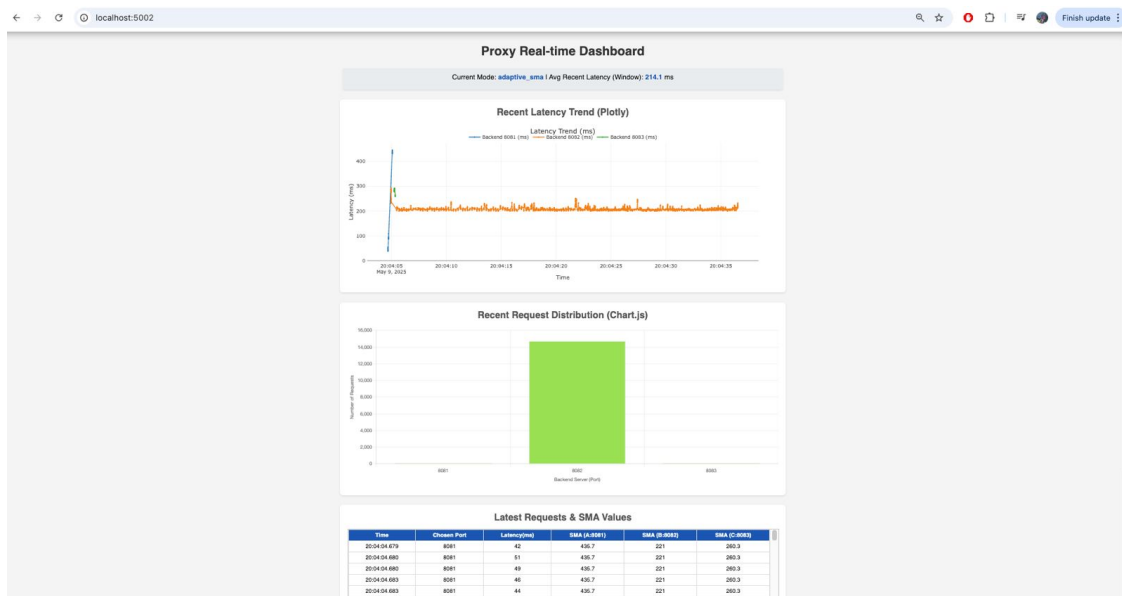 localhost:5002
Finish update
Proxy Real-time Dashboard
Current Mode: adaptive_sma | Avg Recent Latency (Window): 214.1 ms
Recent Latency Trend (Plotly)
Latency Trend (ms)
Backend 8081 (ms) Backend 8082 (ms) Backend 8083 (ms)
400
300
200
100
0
Latency (ms)
20:04:05 20:04:10 20:04:15 20:04:20 20:04:25 20:04:30 20:04:35
May 9, 2025
Time
Recent Request Distribution (Chart.js)
16,000
14,000
12,000
10,000
8,000
6,000
4,000
2,000
0
Number of Requests
8081 8082 8083
Backend Server (Port)
Latest Requests & SMA Values
Time Chosen Port Latency(ms) SMA (A:8081) SMA (B:8082) SMA (C:8083)
20:04:04.679 8081 42 436.7 221 260.3
20:04:04.680 8081 51 436.7 221 260.3
20:04:04.680 8081 49 436.7 221 260.3
20:04:04.683 8081 46 436.7 221 260.3
20:04:04.683 8081 44 436.7 221 260.3